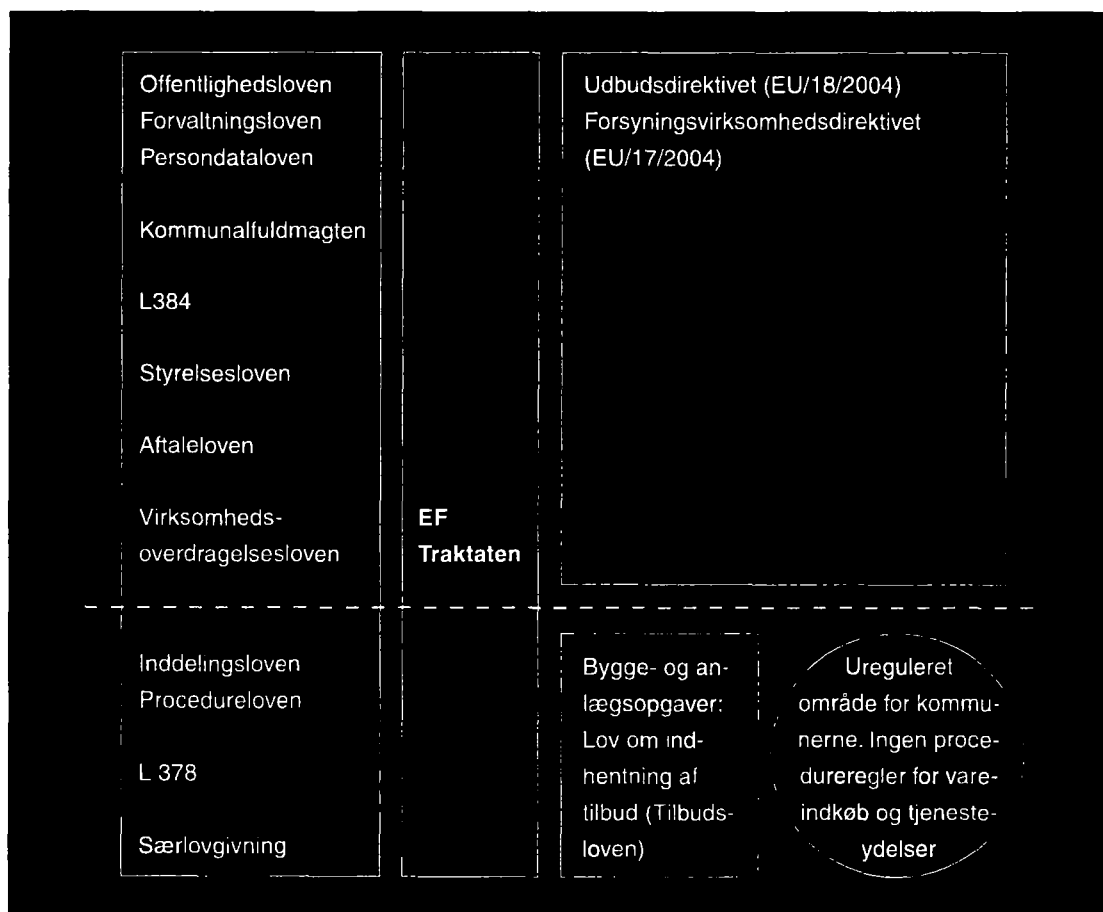 Offentlighedsloven
Forvaltningsloven
Persondataloven
Kommunalfuldmagten
L384
Styrelsesloven
Aftaleloven
Virksomheds-
overdragelsesloven
Inddelingsloven
Procedureloven
L 378
Særlovgivning
EF
Traktaten
Udbudsdirektivet (EU/18/2004)
Forsyningsvirksomhedsdirektivet
(EU/17/2004)
Bygge- og an-
lægsopgaver:
Lov om ind-
hentning af
tilbud (Tilbuds-
loven)
Ureguleret
område for kommu-
nerne. Ingen proce-
dureregler for vare-
indkøb og tjeneste-
ydelser